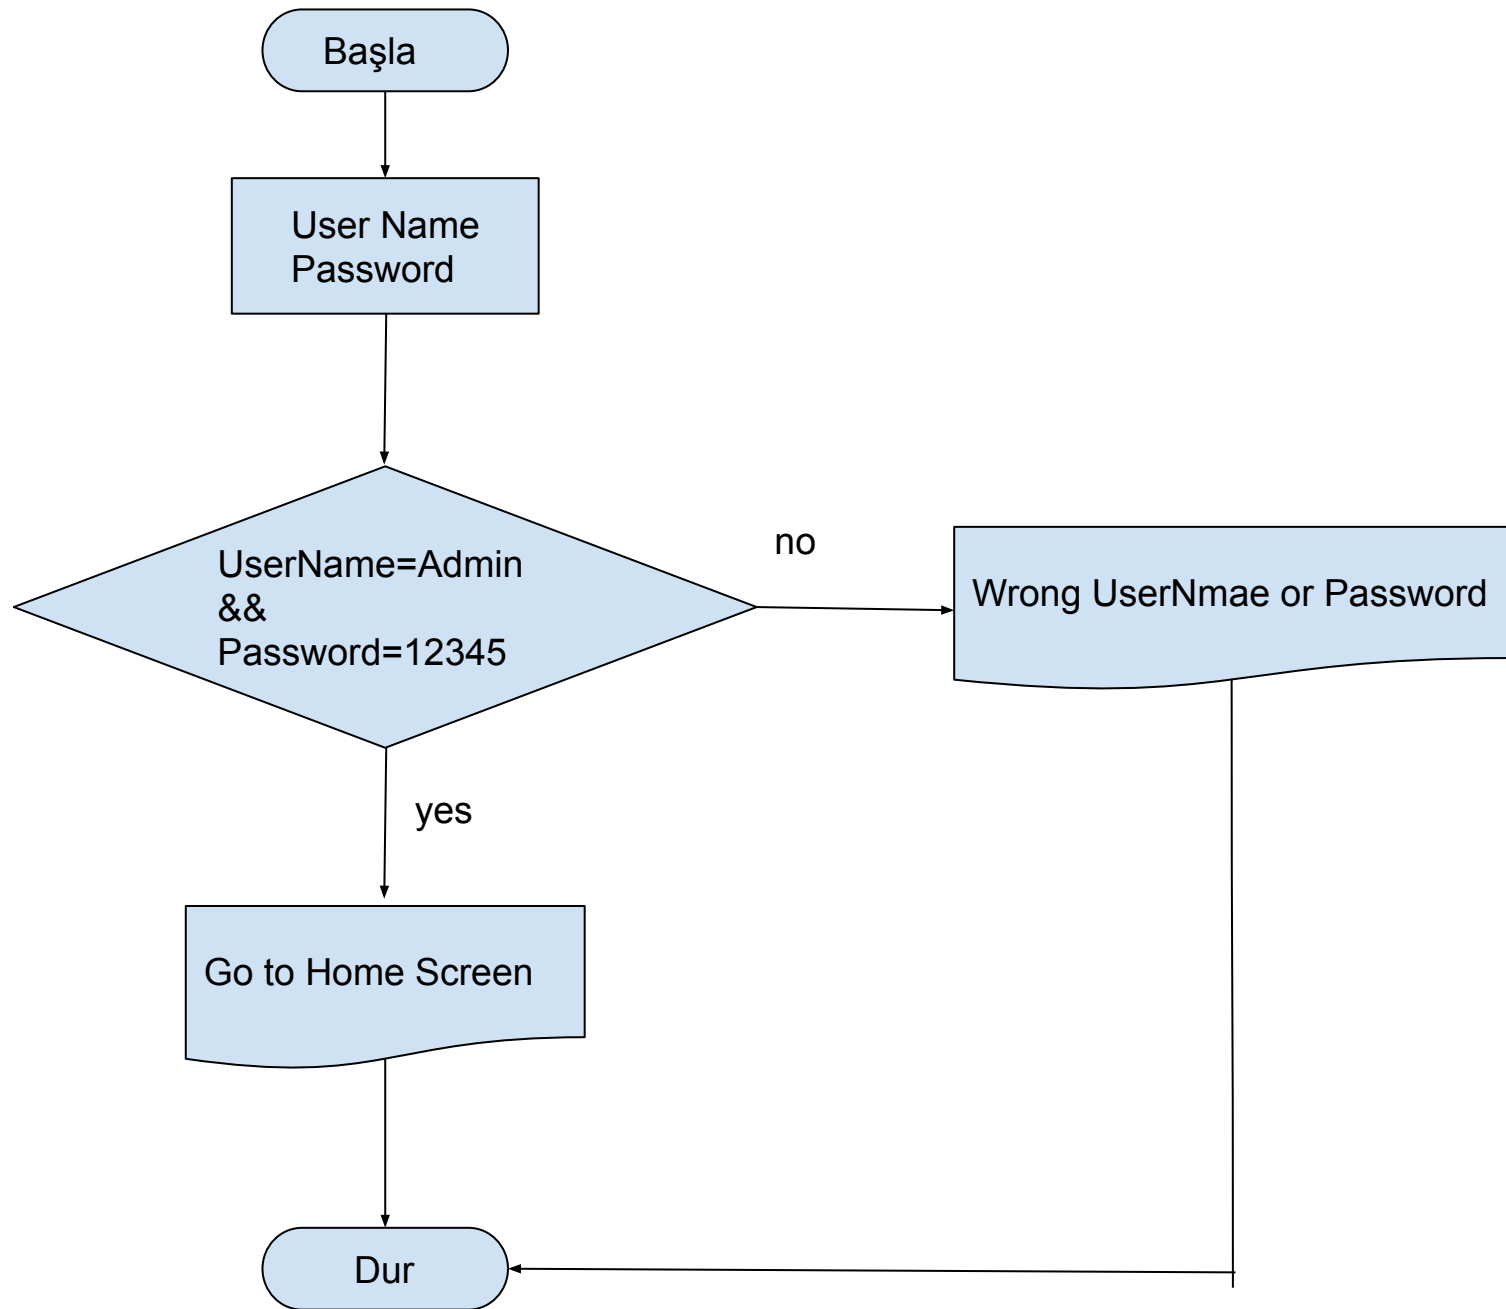 Başla
User Name
Password
UserName=Admin
&&
Password=12345
no
Wrong UserNmae or Password
yes
Go to Home Screen
Dur